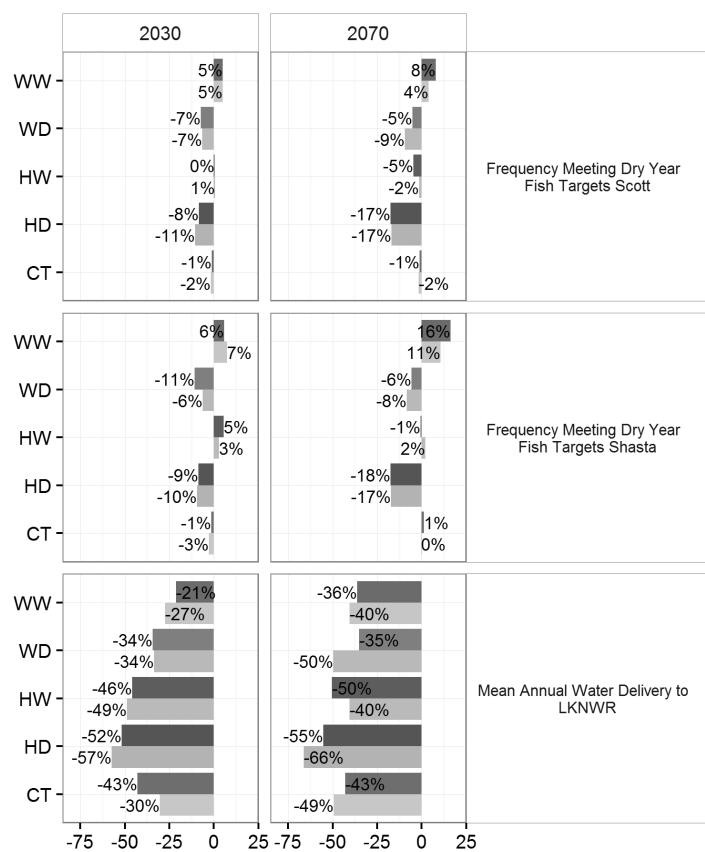 2030 2070
WW 5% 8%
5% 4%
WD -7% -5%
-7% -9%
HW 0% -5%
1% -2%
Frequency Meeting Dry Year
Fish Targets Scott
HD -8% -17%
-11% -17%
CT -1% -1%
-2% -2%
WW 6% 16%
7% 11%
WD -11% -6%
-6% -8%
HW 5% -1%
3% 2%
Frequency Meeting Dry Year
Fish Targets Shasta
HD -9% -18%
-10% -17%
CT -1% 1%
-3% 0%
WW -21% -36%
-27% -40%
WD -34% -35%
-34% -50%
HW -46% -50%
-49% -40%
Mean Annual Water Delivery to
LKNWR
HD -52% -55%
-57% -66%
CT -43% -43%
-30% -49%
-75 -50 -25 0 25 -75 -50 -25 0 25